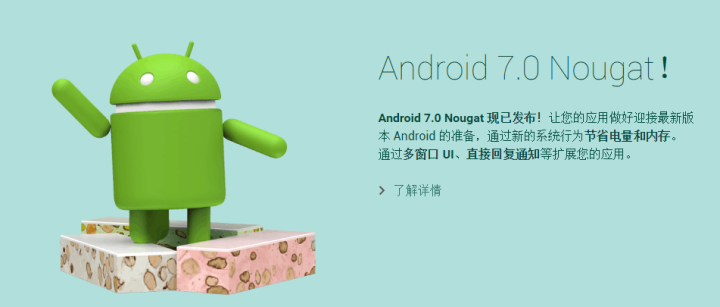 Android 7.0 Nougat！
Android 7.0 Nougat 现已发布！让您的应用做好迎接最新版
本 Android 的准备，通过新的系统行为节省电量和内存。
通过多窗口 UI、直接回复通知等扩展您的应用。
了解详情